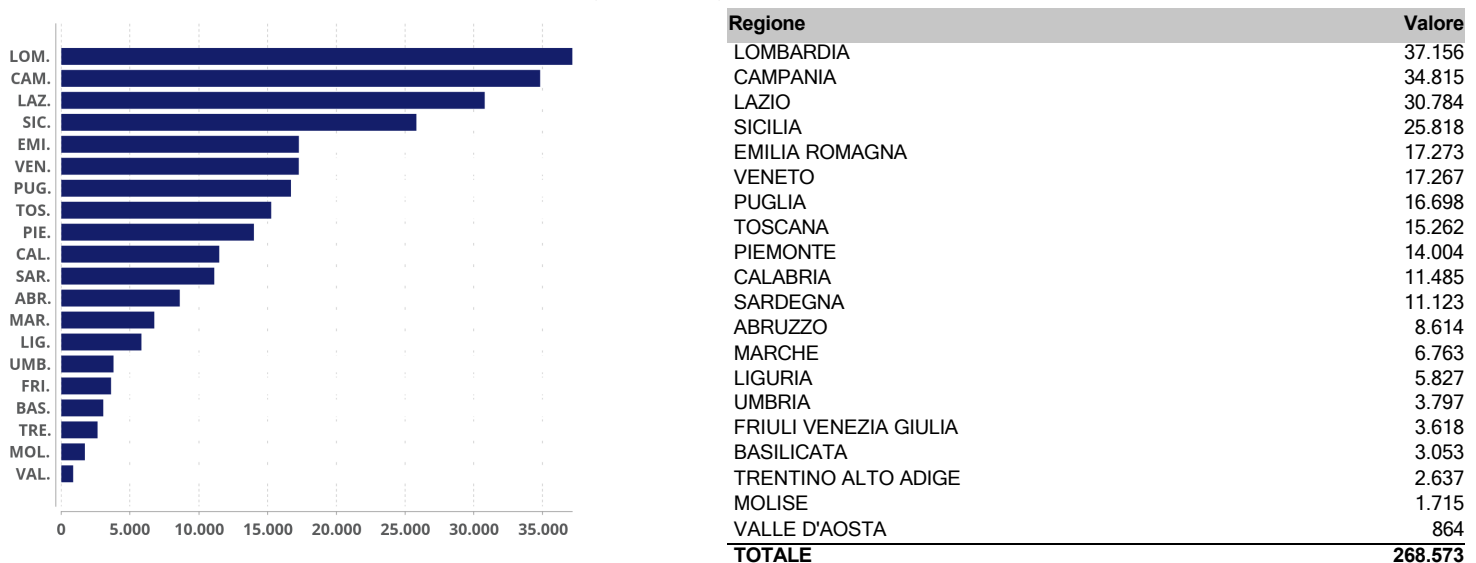 LOM.
CAM.
LAZ.
SIC.
EMI.
VEN.
PUG.
TOS.
PIE.
CAL.
SAR.
ABR.
MAR.
LIG.
UMB.
FRI.
BAS.
TRE.
MOL.
VAL.
0 5.000 10.000 15.000 20.000 25.000 30.000 35.000
Regione Valore
LOMBARDIA 37.156
CAMPANIA 34.815
LAZIO 30.784
SICILIA 25.818
EMILIA ROMAGNA 17.273
VENETO 17.267
PUGLIA 16.698
TOSCANA 15.262
PIEMONTE 14.004
CALABRIA 11.485
SARDEGNA 11.123
ABRUZZO 8.614
MARCHE 6.763
LIGURIA 5.827
UMBRIA 3.797
FRIULI VENEZIA GIULIA 3.618
BASILICATA 3.053
TRENTINO ALTO ADIGE 2.637
MOLISE 1.715
VALLE D'AOSTA 864
TOTALE 268.573